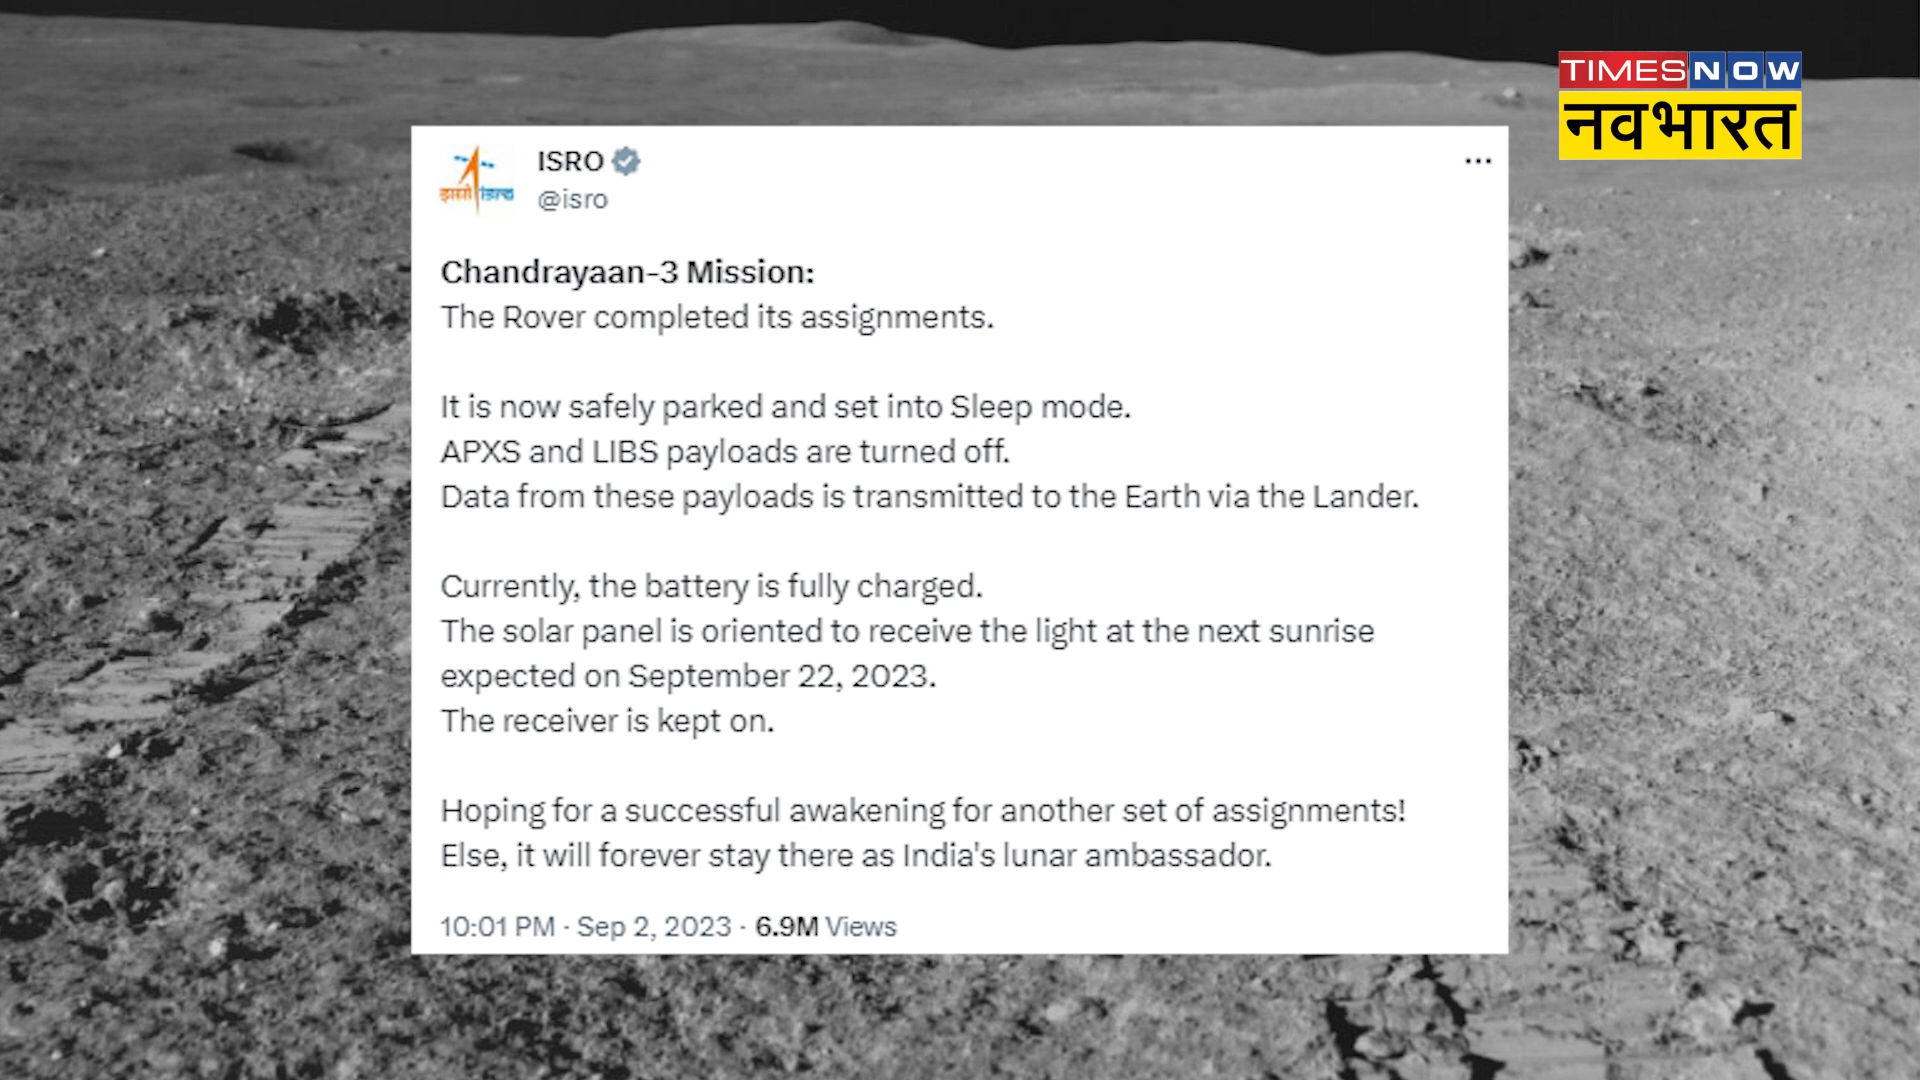 TIMES NOW
नवभारत
ISRO
@isro
इसरो isro
Chandrayaan-3 Mission:
The Rover completed its assignments.
It is now safely parked and set into Sleep mode.
APXS and LIBS payloads are turned off.
Data from these payloads is transmitted to the Earth via the Lander.
Currently, the battery is fully charged.
The solar panel is oriented to receive the light at the next sunrise
expected on September 22, 2023.
The receiver is kept on.
Hoping for a successful awakening for another set of assignments!
Else, it will forever stay there as India's lunar ambassador.
10:01 PM · Sep 2, 2023 · 6.9M Views